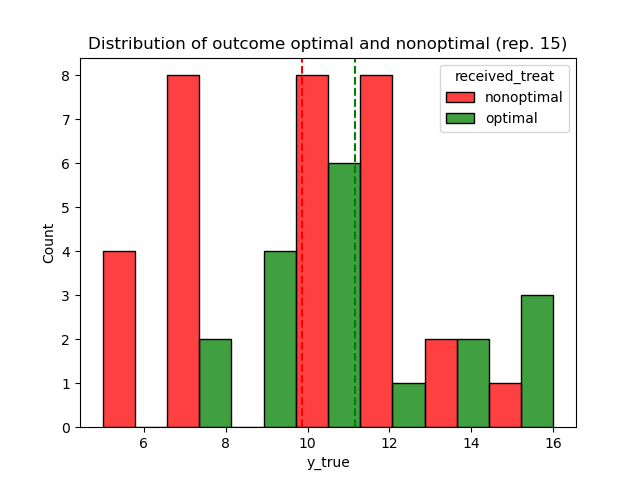 Distribution of outcome optimal and nonoptimal (rep. 15)
received_treat
nonoptimal
optimal
8
7
6
5
4
3
2
1
0
Count
6 8 10 12 14 16
y_true